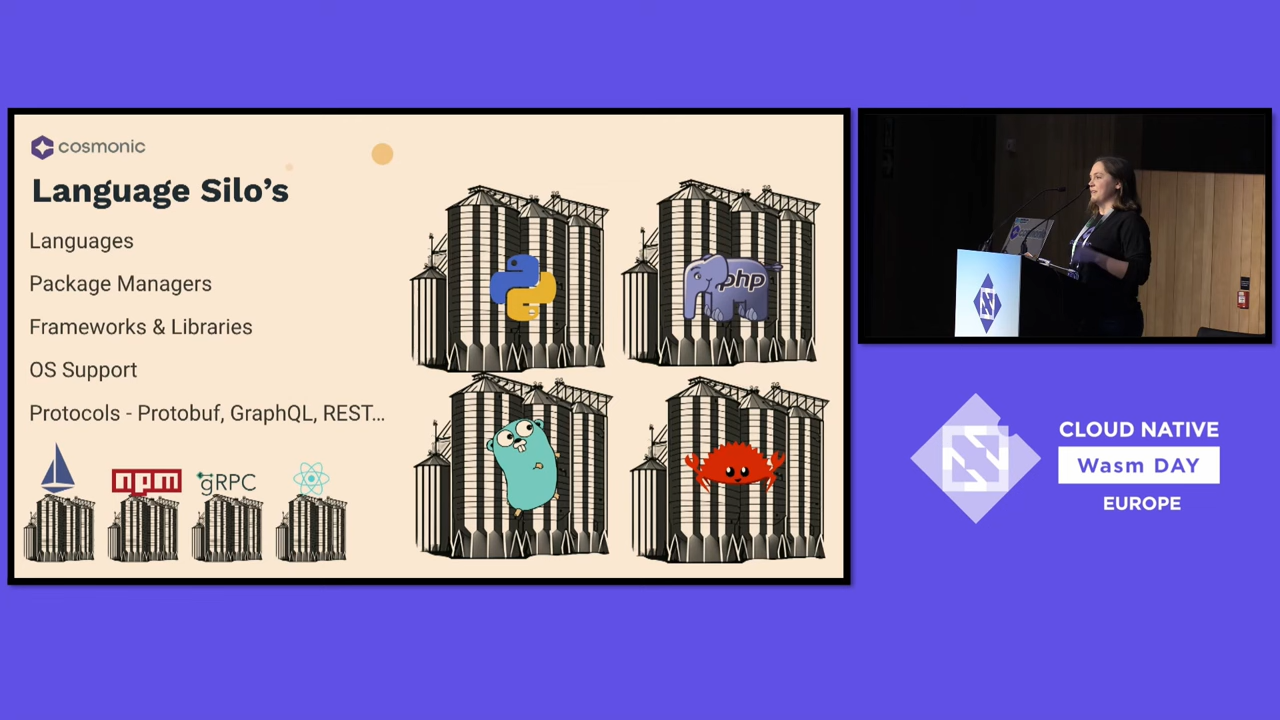 cosmonic
Language Silo's
Languages
Package Managers
Frameworks & Libraries
OS Support
Protocols - Protobuf, GraphQL, REST...
npm
gRPC
php
CLOUD NATIVE
Wasm DAY
EUROPE